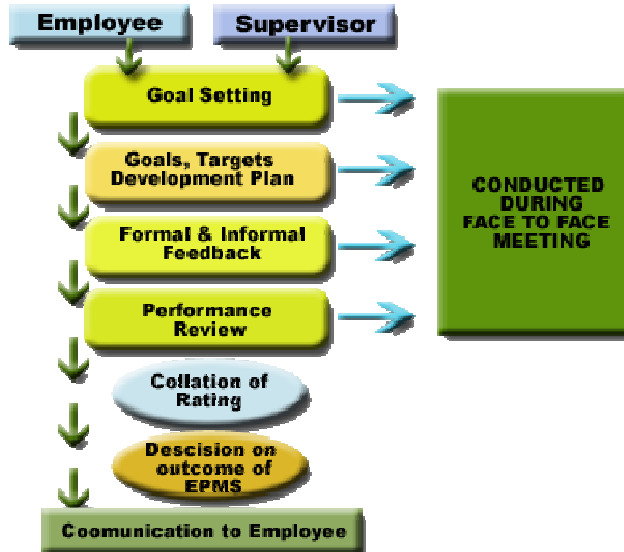 Employee
Supervisor
Goal Setting
Goals, Targets
Development Plan
Formal & Informal
Feedback
Performance
Review
CONDUCTED
DURING
FACE TO FACE
MEETING
Collation of
Rating
Descision on
outcome of
EPMS
Coomunication to Employee